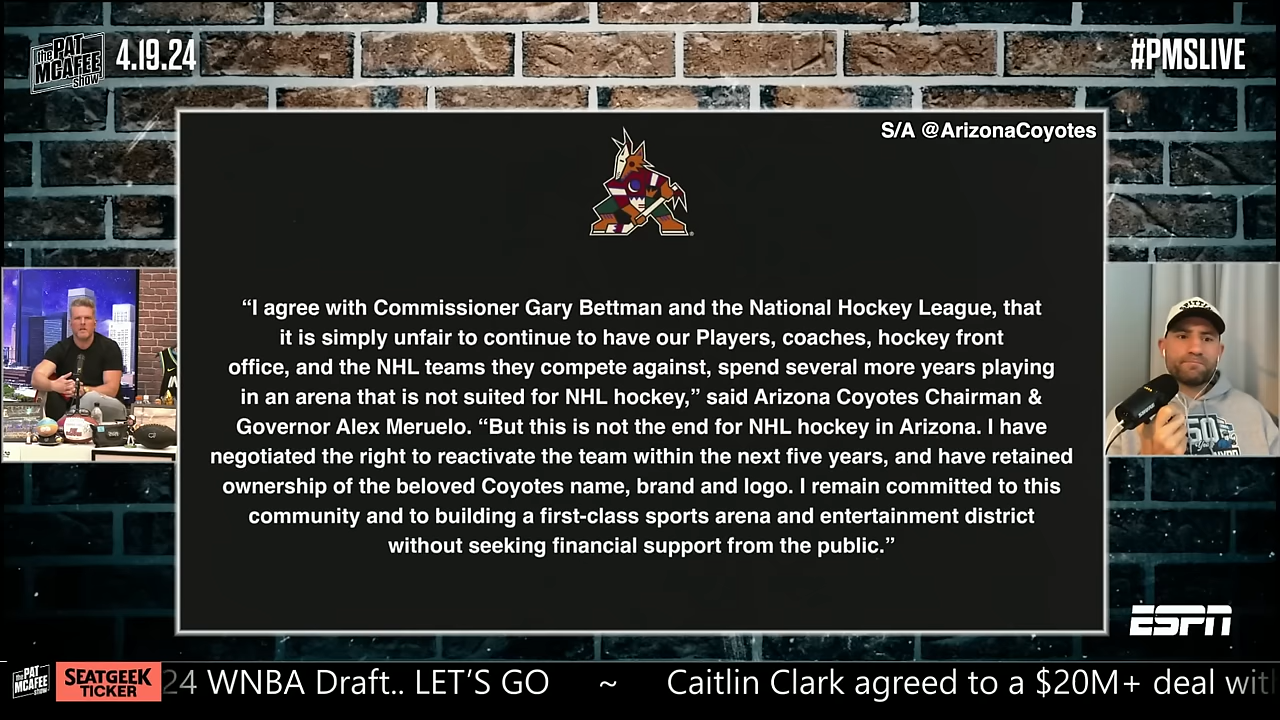 the PAT MCAFEE show
4.19.24
#PMSLIVE
S/A @ArizonaCoyotes
“I agree with Commissioner Gary Bettman and the National Hockey League, that
it is simply unfair to continue to have our Players, coaches, hockey front
office, and the NHL teams they compete against, spend several more years playing
in an arena that is not suited for NHL hockey,” said Arizona Coyotes Chairman &
Governor Alex Meruelo. “But this is not the end for NHL hockey in Arizona. I have
negotiated the right to reactivate the team within the next five years, and have retained
ownership of the beloved Coyotes name, brand and logo. I remain committed to this
community and to building a first-class sports arena and entertainment district
without seeking financial support from the public.”
ESPN
the PAT MCAFEE show
SEATGEEK
TICKER
24 WNBA Draft.. LET’S GO ~ Caitlin Clark agreed to a $20M+ deal with